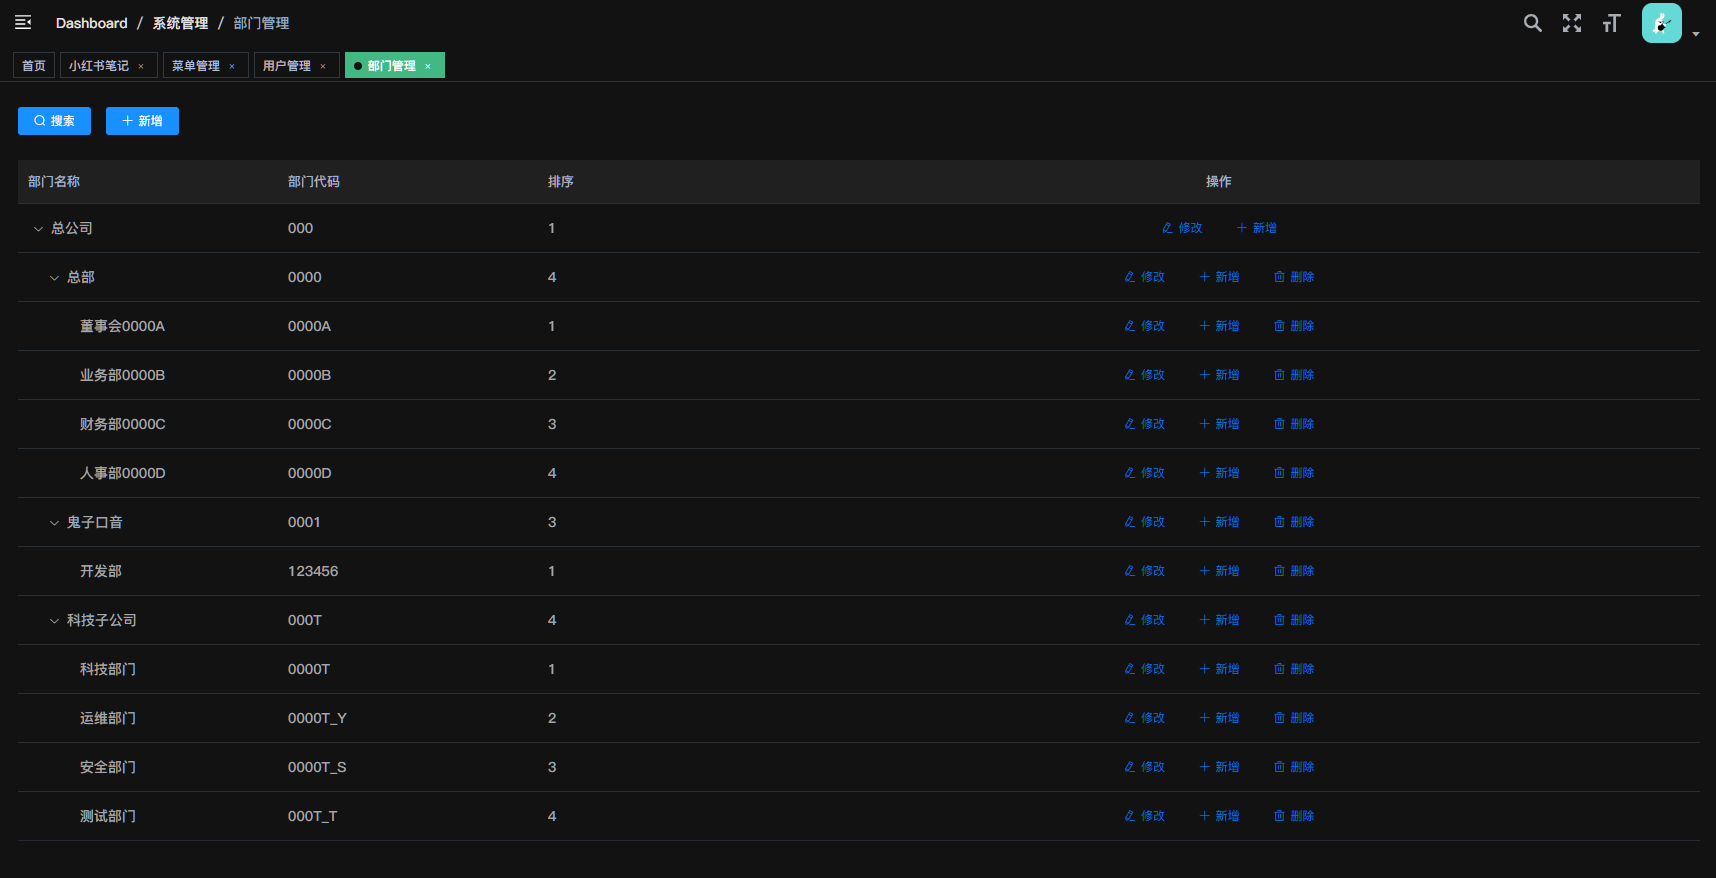 Dashboard / 系统管理 / 部门管理
首页 小红书笔记 × 菜单管理 × 用户管理 × 部门管理 ×
搜索 新增
部门名称 部门代码 排序 操作
总公司 000 1 修改 新增
总部 0000 4 修改 新增 删除
董事会0000A 0000A 1 修改 新增 删除
业务部0000B 0000B 2 修改 新增 删除
财务部0000C 0000C 3 修改 新增 删除
人事部0000D 0000D 4 修改 新增 删除
鬼子口音 0001 3 修改 新增 删除
开发部 123456 1 修改 新增 删除
科技子公司 000T 4 修改 新增 删除
科技部门 0000T 1 修改 新增 删除
运维部门 0000T_Y 2 修改 新增 删除
安全部门 0000T_S 3 修改 新增 删除
测试部门 000T_T 4 修改 新增 删除